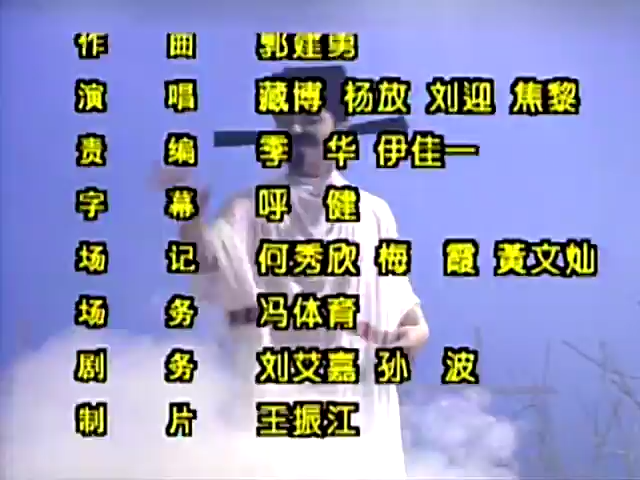 作 曲 郭建勇
演 唱 藏博 杨放 刘迎 焦黎
责 编 季 华 伊佳一
字 幕 呼 健
场 记 何秀欣 梅 霞 黄文灿
场 务 冯体育
剧 务 刘艾嘉 孙 波
制 片 王振江